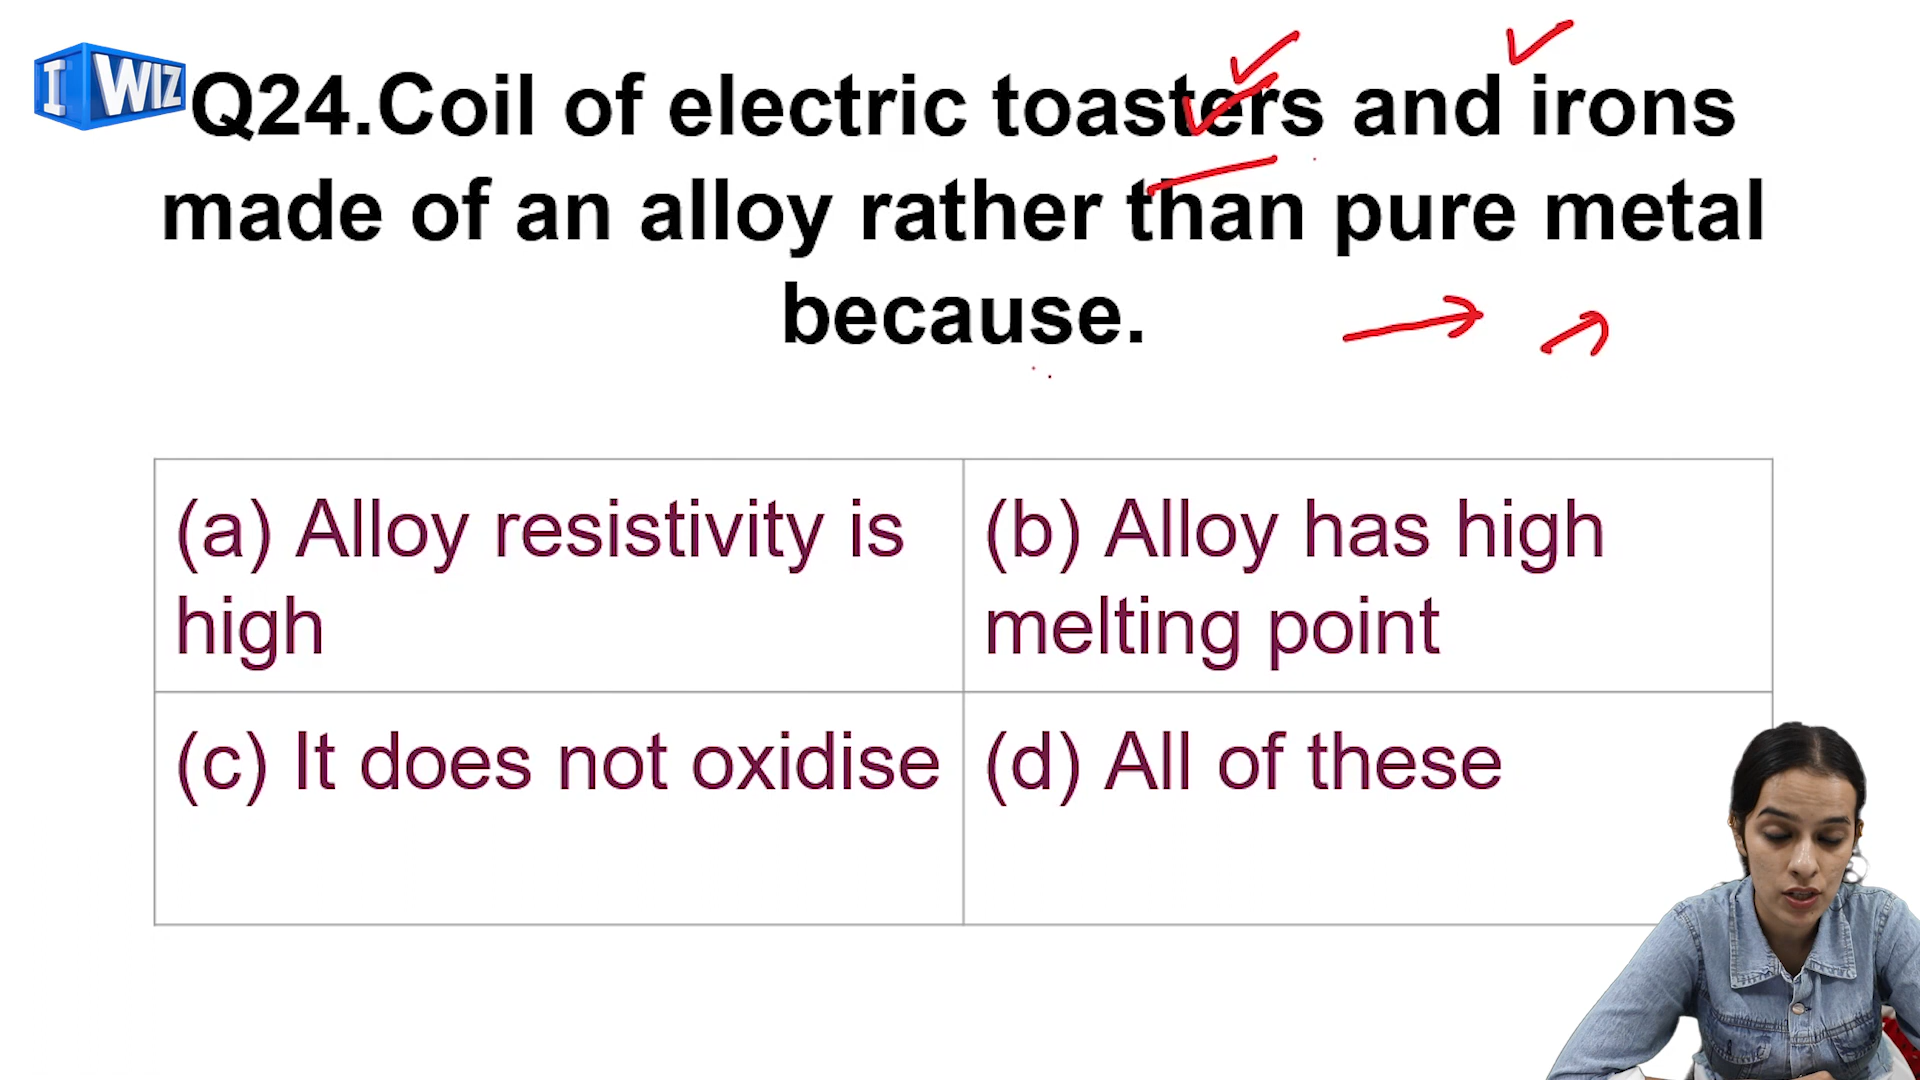 I WIZ
Q24.Coil of electric toasters and irons
made of an alloy rather than pure metal
because.
(a) Alloy resistivity is
high
(b) Alloy has high
melting point
(c) It does not oxidise
(d) All of these